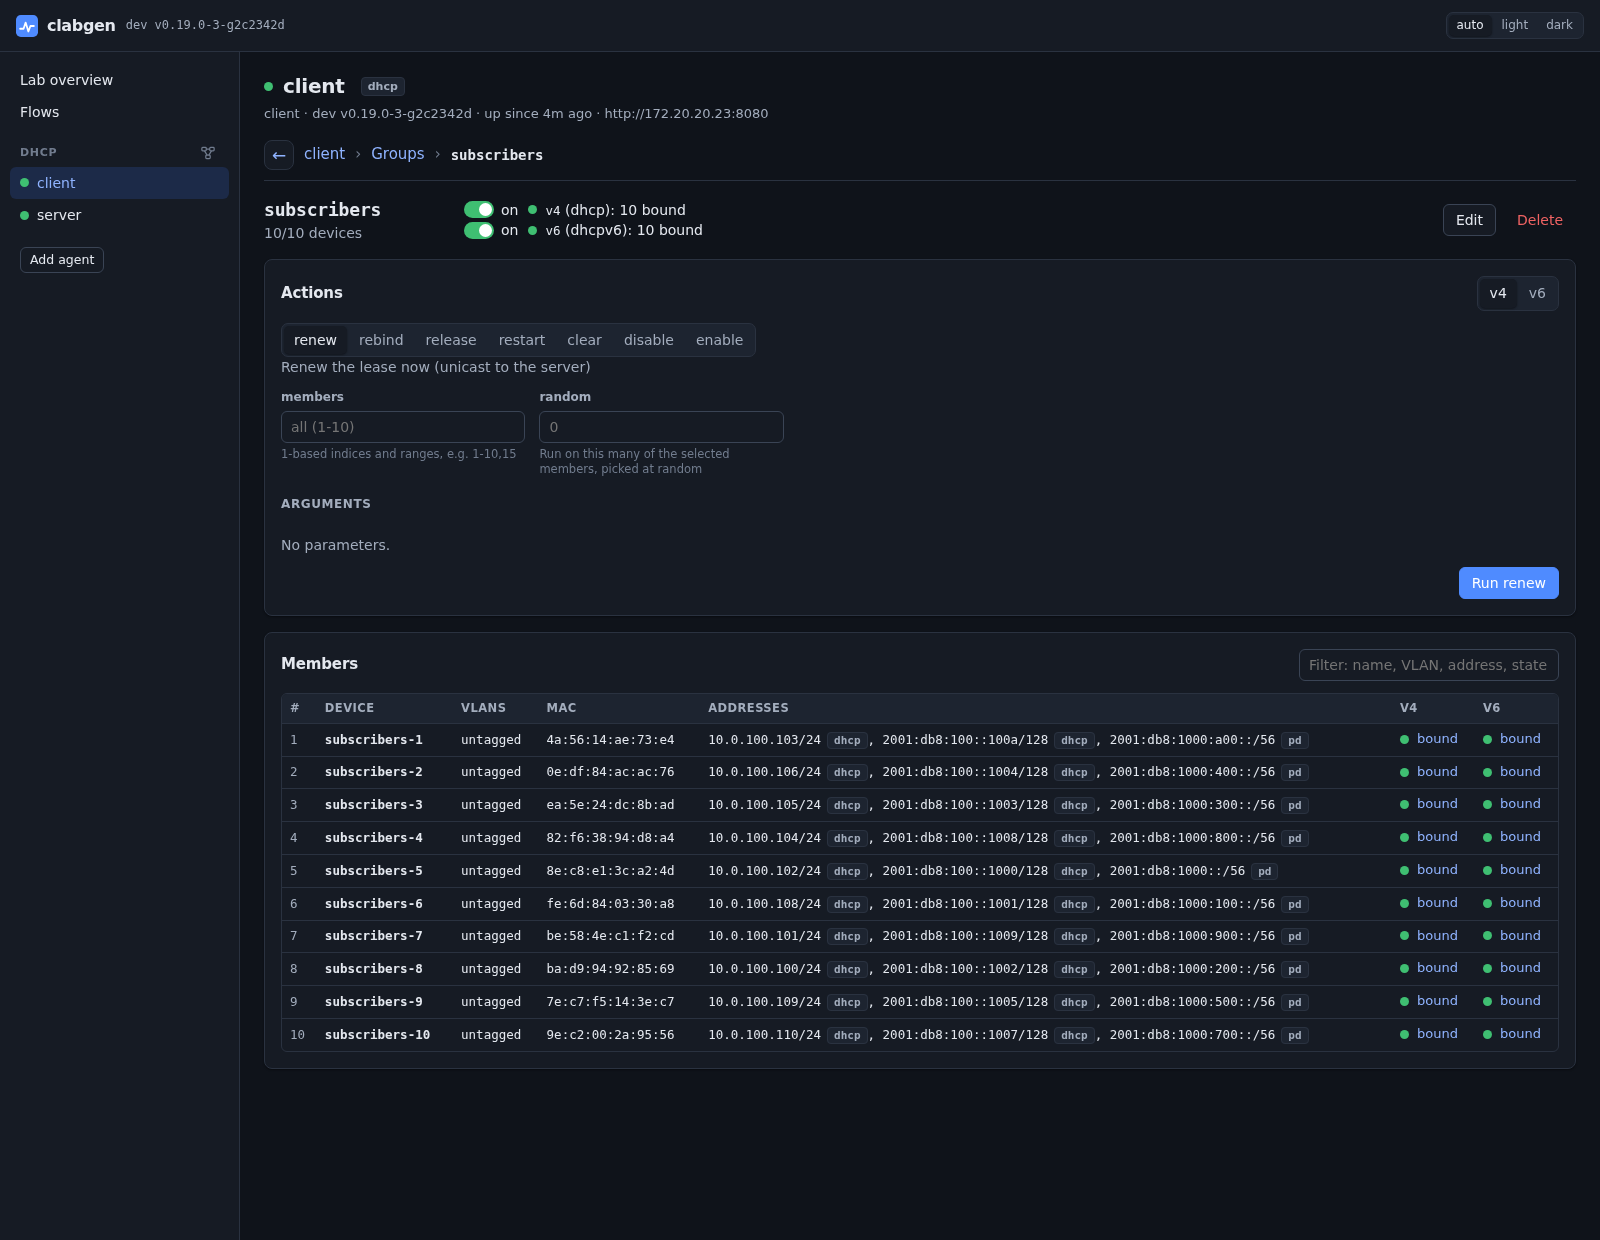 clabgen dev v0.19.0-3-g2c2342d auto light dark
Lab overview
Flows
DHCP
client
server
Add agent
client dhcp
client · dev v0.19.0-3-g2c2342d · up since 4m ago · http://172.20.20.23:8080
← client › Groups › subscribers
subscribers
10/10 devices
on v4 (dhcp): 10 bound
on v6 (dhcpv6): 10 bound
Edit Delete
Actions v4 v6
renew rebind release restart clear disable enable
Renew the lease now (unicast to the server)
members random
all (1-10) 0
1-based indices and ranges, e.g. 1-10,15
Run on this many of the selected
members, picked at random
ARGUMENTS
No parameters.
Run renew
Members Filter: name, VLAN, address, state
# DEVICE VLANS MAC ADDRESSES V4 V6
1 subscribers-1 untagged 4a:56:14:ae:73:e4 10.0.100.103/24 dhcp, 2001:db8:100::100a/128 dhcp, 2001:db8:1000:a00::/56 pd bound bound
2 subscribers-2 untagged 0e:df:84:ac:ac:76 10.0.100.106/24 dhcp, 2001:db8:100::1004/128 dhcp, 2001:db8:1000:400::/56 pd bound bound
3 subscribers-3 untagged ea:5e:24:dc:8b:ad 10.0.100.105/24 dhcp, 2001:db8:100::1003/128 dhcp, 2001:db8:1000:300::/56 pd bound bound
4 subscribers-4 untagged 82:f6:38:94:d8:a4 10.0.100.104/24 dhcp, 2001:db8:100::1008/128 dhcp, 2001:db8:1000:800::/56 pd bound bound
5 subscribers-5 untagged 8e:c8:e1:3c:a2:4d 10.0.100.102/24 dhcp, 2001:db8:100::1000/128 dhcp, 2001:db8:1000::/56 pd bound bound
6 subscribers-6 untagged fe:6d:84:03:30:a8 10.0.100.108/24 dhcp, 2001:db8:100::1001/128 dhcp, 2001:db8:1000:100::/56 pd bound bound
7 subscribers-7 untagged be:58:4e:c1:f2:cd 10.0.100.101/24 dhcp, 2001:db8:100::1009/128 dhcp, 2001:db8:1000:900::/56 pd bound bound
8 subscribers-8 untagged ba:d9:94:92:85:69 10.0.100.100/24 dhcp, 2001:db8:100::1002/128 dhcp, 2001:db8:1000:200::/56 pd bound bound
9 subscribers-9 untagged 7e:c7:f5:14:3e:c7 10.0.100.109/24 dhcp, 2001:db8:100::1005/128 dhcp, 2001:db8:1000:500::/56 pd bound bound
10 subscribers-10 untagged 9e:c2:00:2a:95:56 10.0.100.110/24 dhcp, 2001:db8:100::1007/128 dhcp, 2001:db8:1000:700::/56 pd bound bound